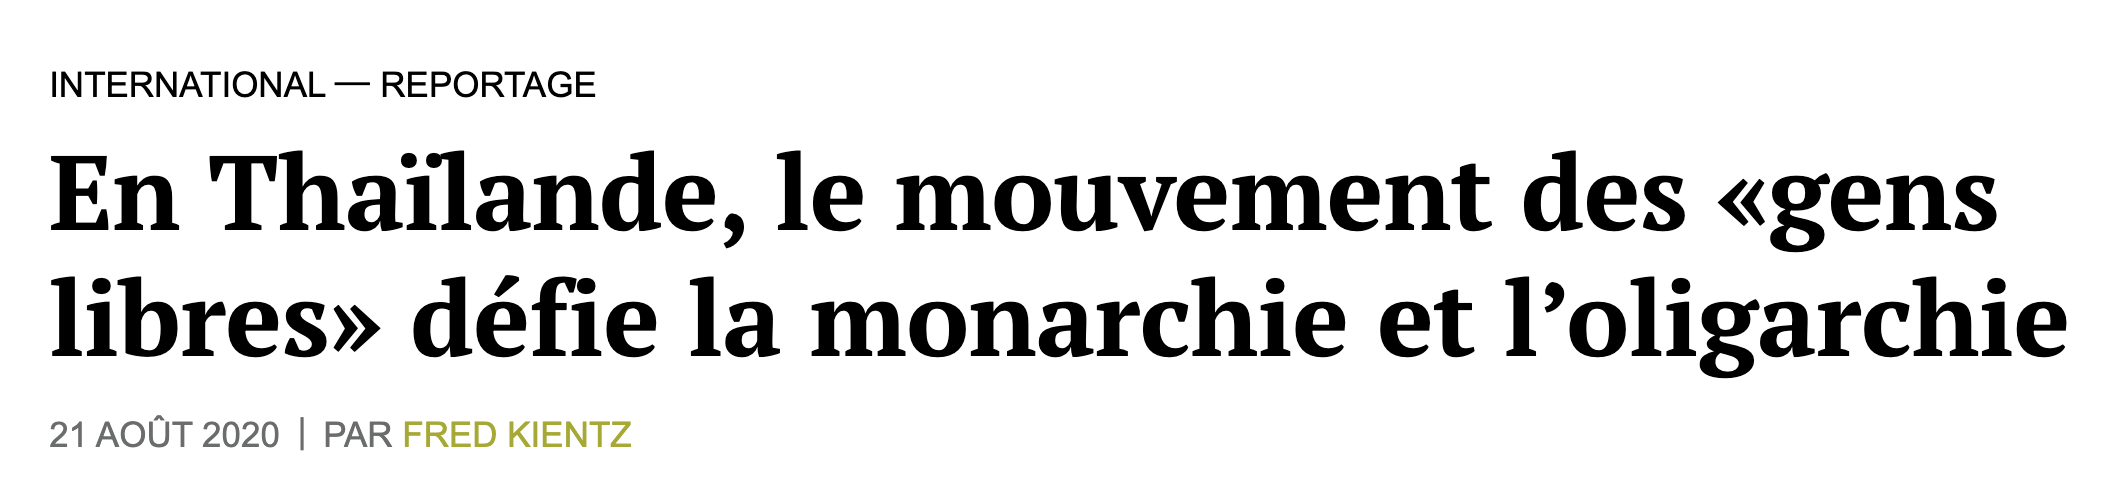 INTERNATIONAL — REPORTAGE
En Thaïlande, le mouvement des «gens
libres» défie la monarchie et l’oligarchie
21 AOÛT 2020 | PAR FRED KIENTZ